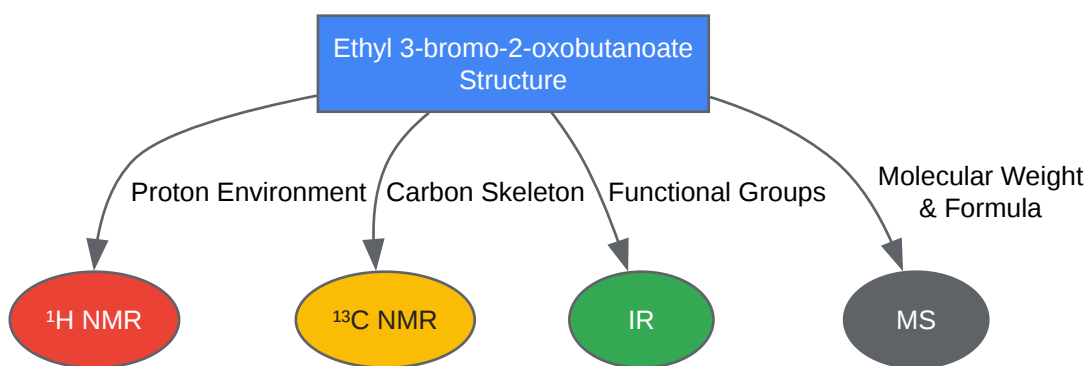 Ethyl 3-bromo-2-oxobutanoate
Structure
Proton Environment
Carbon Skeleton
Functional Groups
Molecular Weight
& Formula
¹H NMR
¹³C NMR
IR
MS